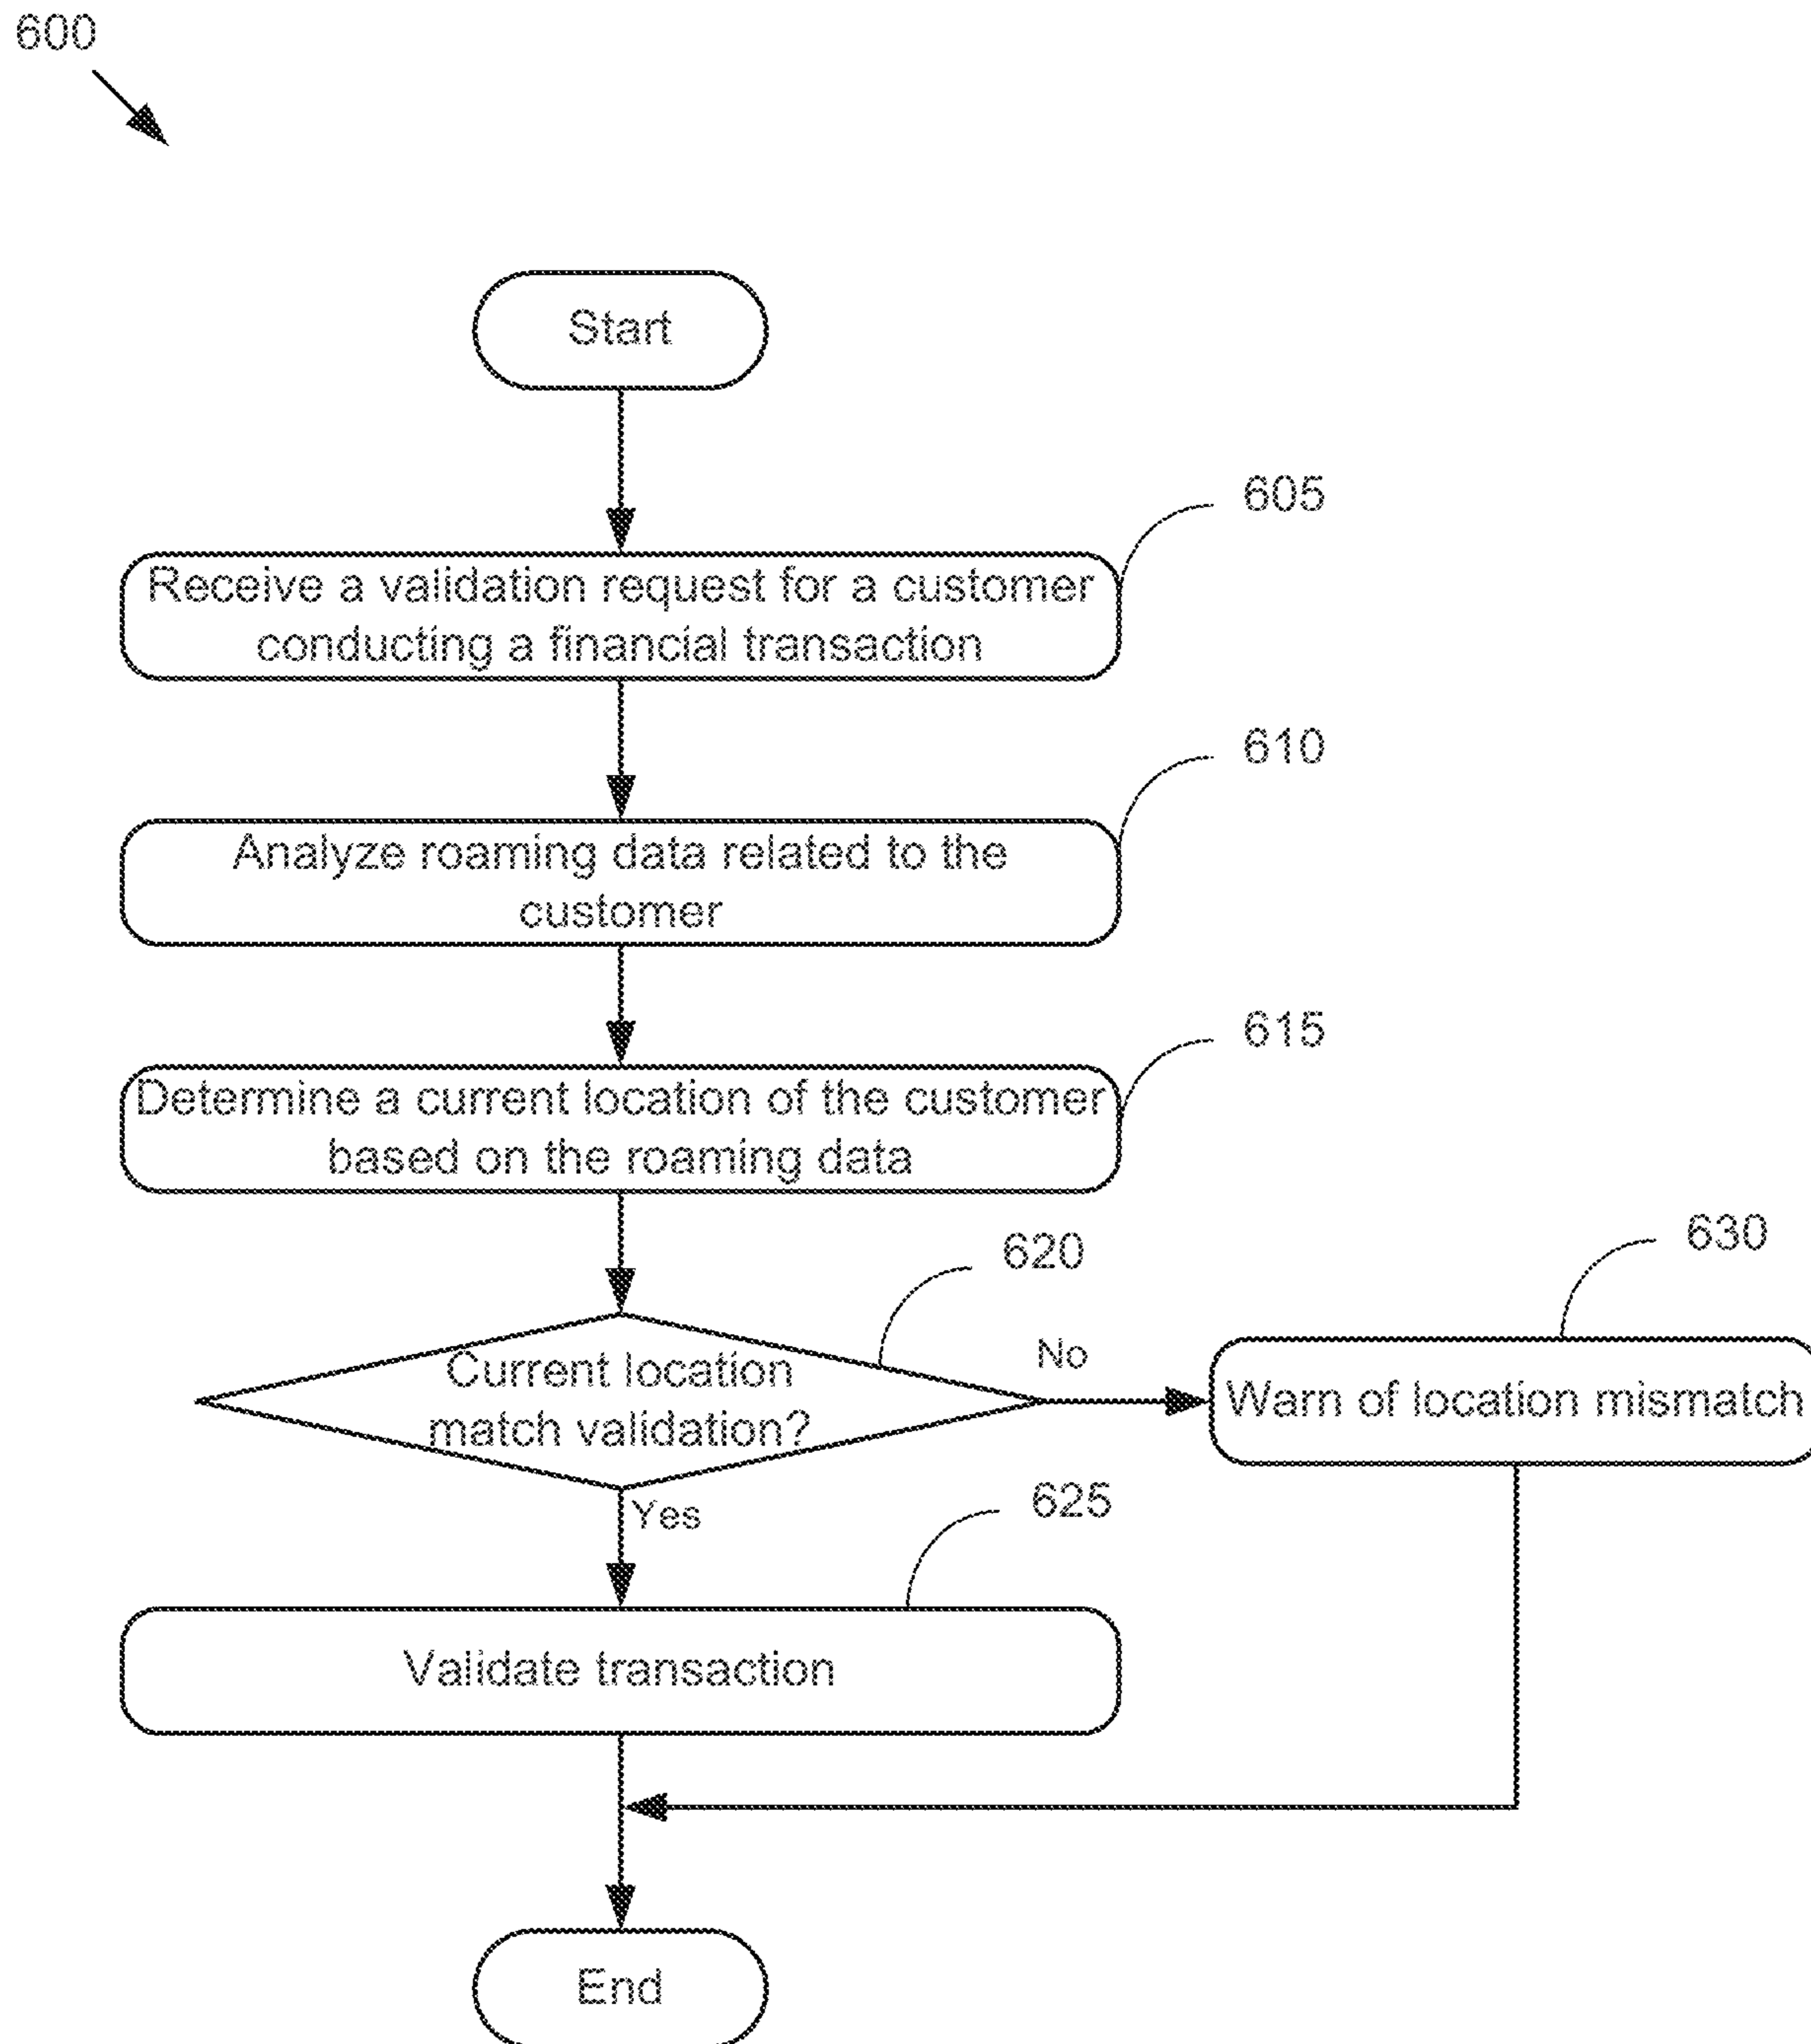 600
Start
605
Receive a validation request for a customer
conducting a financial transaction
610
Analyze roaming data related to the
customer
615
Determine a current location of the customer
based on the roaming data
620
630
Current location
match validation?
No
Warn of location mismatch
Yes
625
Validate transaction
End